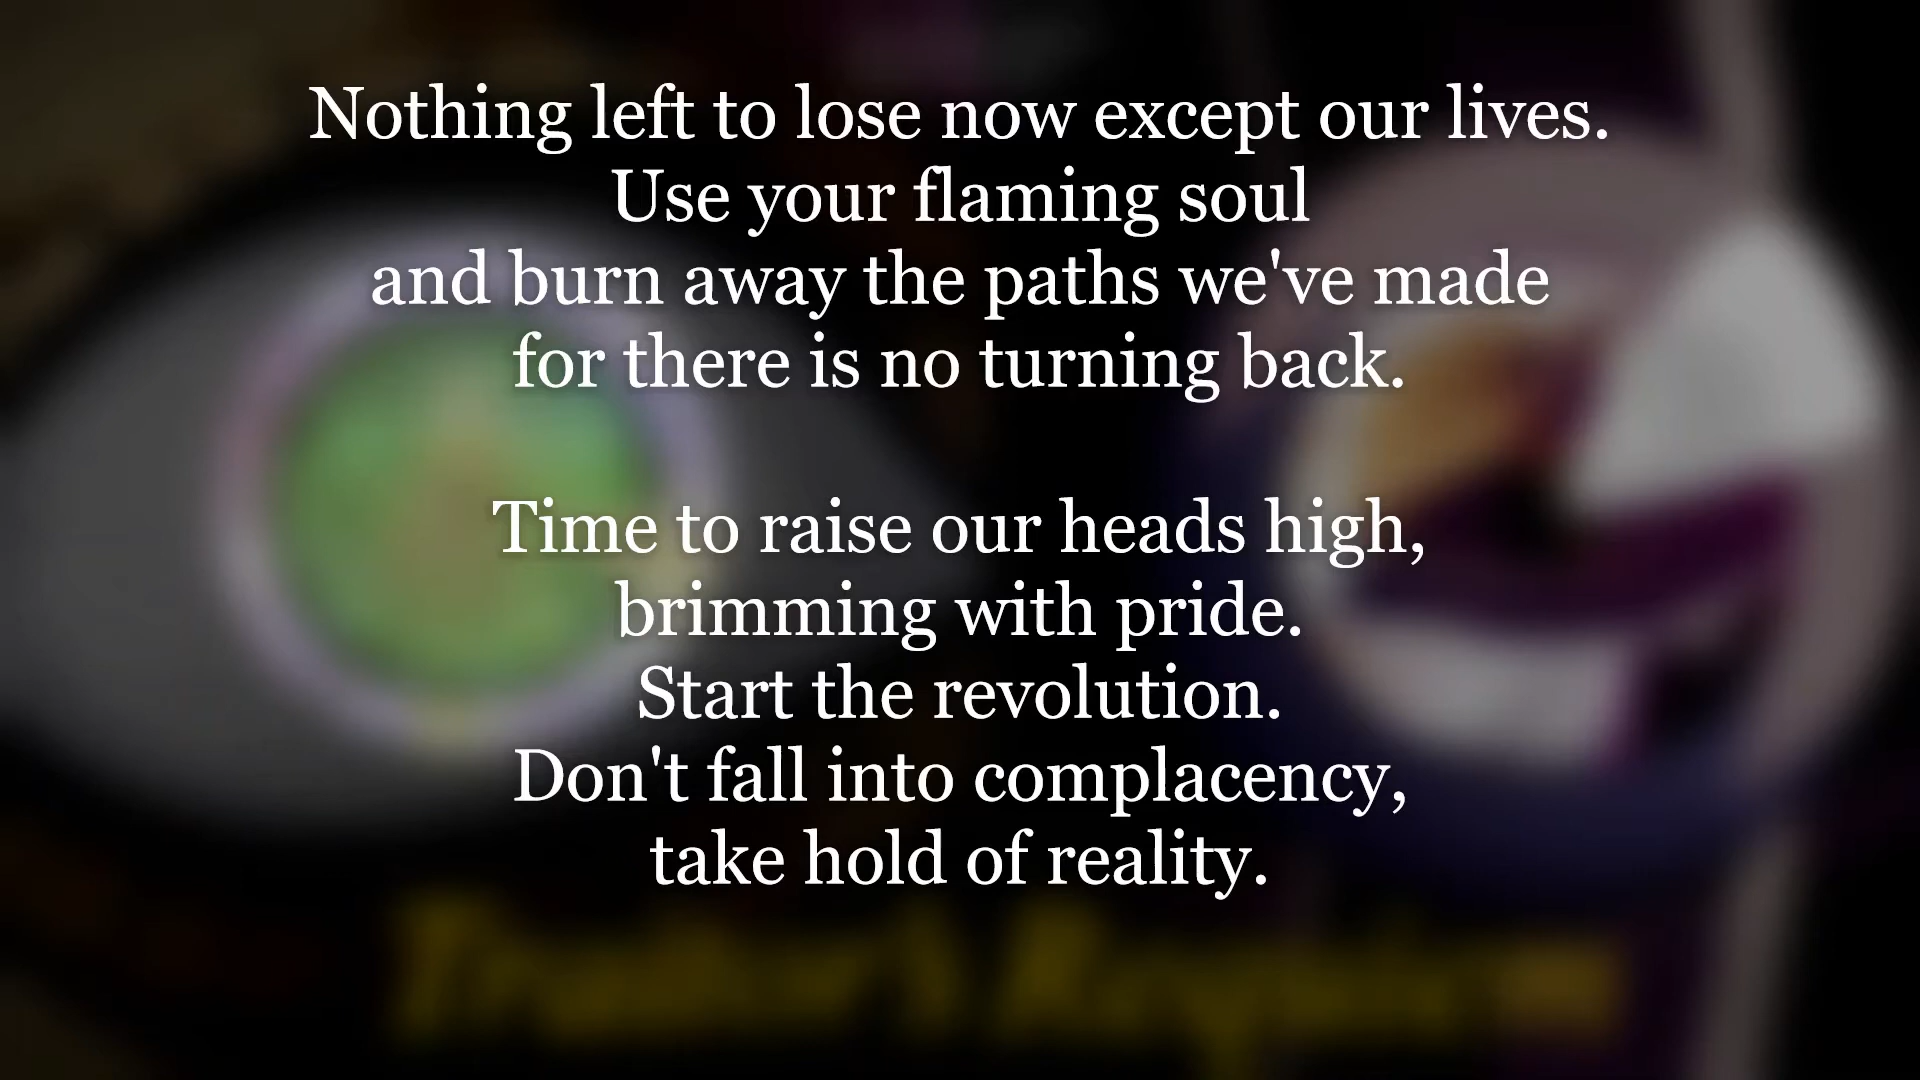 Nothing left to lose now except our lives.
Use your flaming soul
and burn away the paths we've made
for there is no turning back.
Time to raise our heads high,
brimming with pride.
Start the revolution.
Don't fall into complacency,
take hold of reality.
Traitor's Requiem